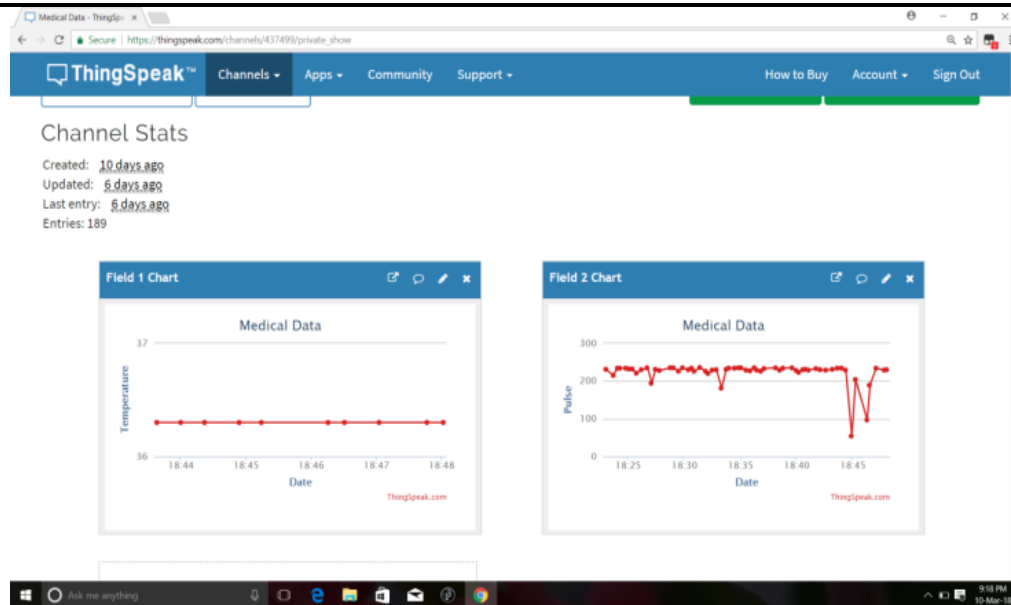 Medical Data - ThingSpe
Secure | https://thingspeak.com/channels/437499/private_show
ThingSpeak™ Channels Apps Community Support How to Buy Account Sign Out
Channel Stats
Created: 10 days ago
Updated: 6 days ago
Last entry: 6 days ago
Entries: 189
Field 1 Chart
Medical Data
37
36
Temperature
18:44 18:45 18:46 18:47 18:48
Date
ThingSpeak.com
Field 2 Chart
Medical Data
300
200
100
0
Pulse
18:25 18:30 18:35 18:40 18:45
Date
ThingSpeak.com
Ask me anything
9:18 PM
10-Mar-18